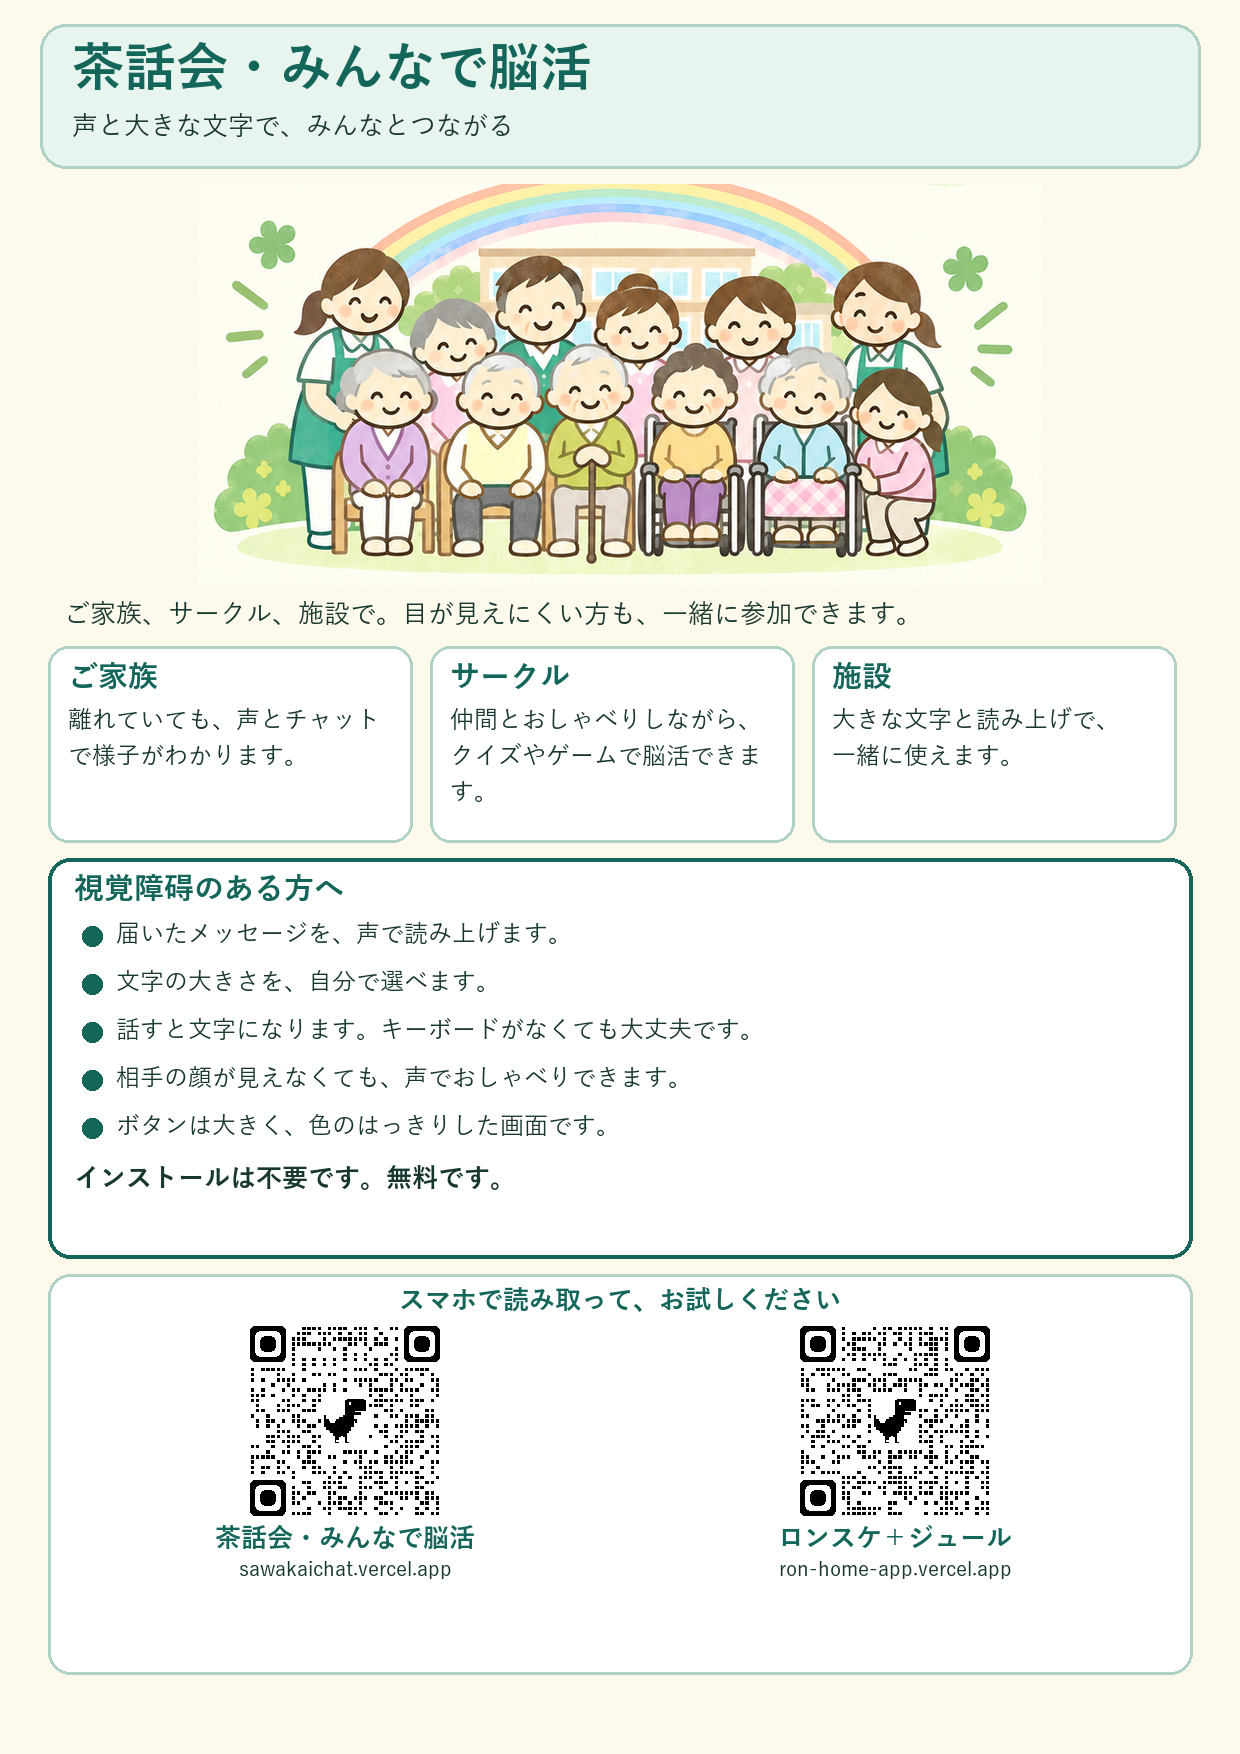 茶話会・みんなで脳活
声と大きな文字で、みんなとつながる
ご家族、サークル、施設で。目が見えにくい方も、一緒に参加できます。
ご家族
離れていても、声とチャット
で様子がわかります。
サークル
仲間とおしゃべりしながら、
クイズやゲームで脳活できま
す。
施設
大きな文字と読み上げで、
一緒に使えます。
視覚障碍のある方へ
● 届いたメッセージを、声で読み上げます。
● 文字の大きさを、自分で選べます。
● 話すと文字になります。キーボードがなくても大丈夫です。
● 相手の顔が見えなくても、声でおしゃべりできます。
● ボタンは大きく、色のはっきりした画面です。
インストールは不要です。無料です。
スマホで読み取って、お試しください
茶話会・みんなで脳活
sawakaichat.vercel.app
ロンスケ＋ジュール
ron-home-app.vercel.app